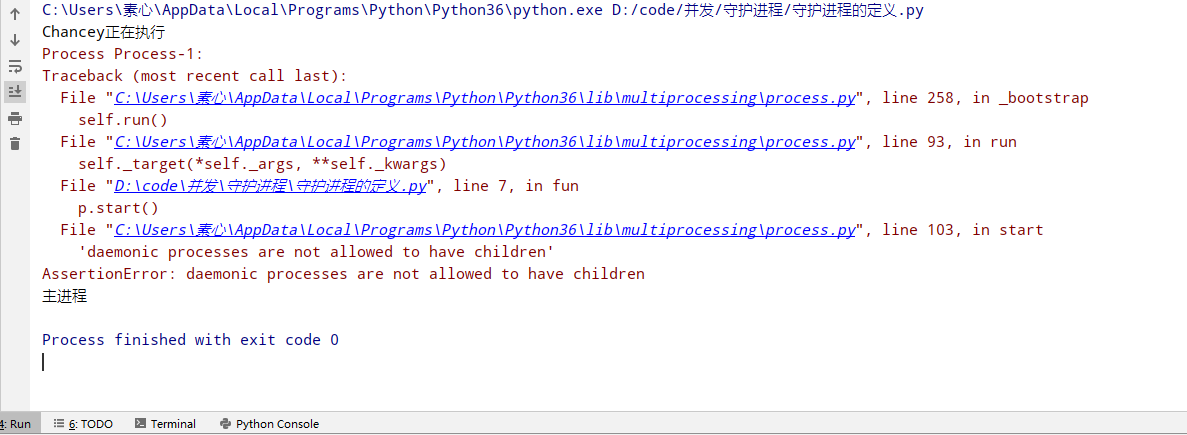 C:\Users\素心\AppData\Local\Programs\Python\Python36\python.exe D:/code/并发/守护进程/守护进程的定义.py
Chancey正在执行
Process Process-1:
Traceback (most recent call last):
  File "C:\Users\素心\AppData\Local\Programs\Python\Python36\lib\multiprocessing\process.py", line 258, in _bootstrap
    self.run()
  File "C:\Users\素心\AppData\Local\Programs\Python\Python36\lib\multiprocessing\process.py", line 93, in run
    self._target(*self._args, **self._kwargs)
  File "D:\code\并发\守护进程\守护进程的定义.py", line 7, in fun
    p.start()
  File "C:\Users\素心\AppData\Local\Programs\Python\Python36\lib\multiprocessing\process.py", line 103, in start
    'daemonic processes are not allowed to have children'
AssertionError: daemonic processes are not allowed to have children
主进程
Process finished with exit code 0
4: Run 6: TODO Terminal Python Console